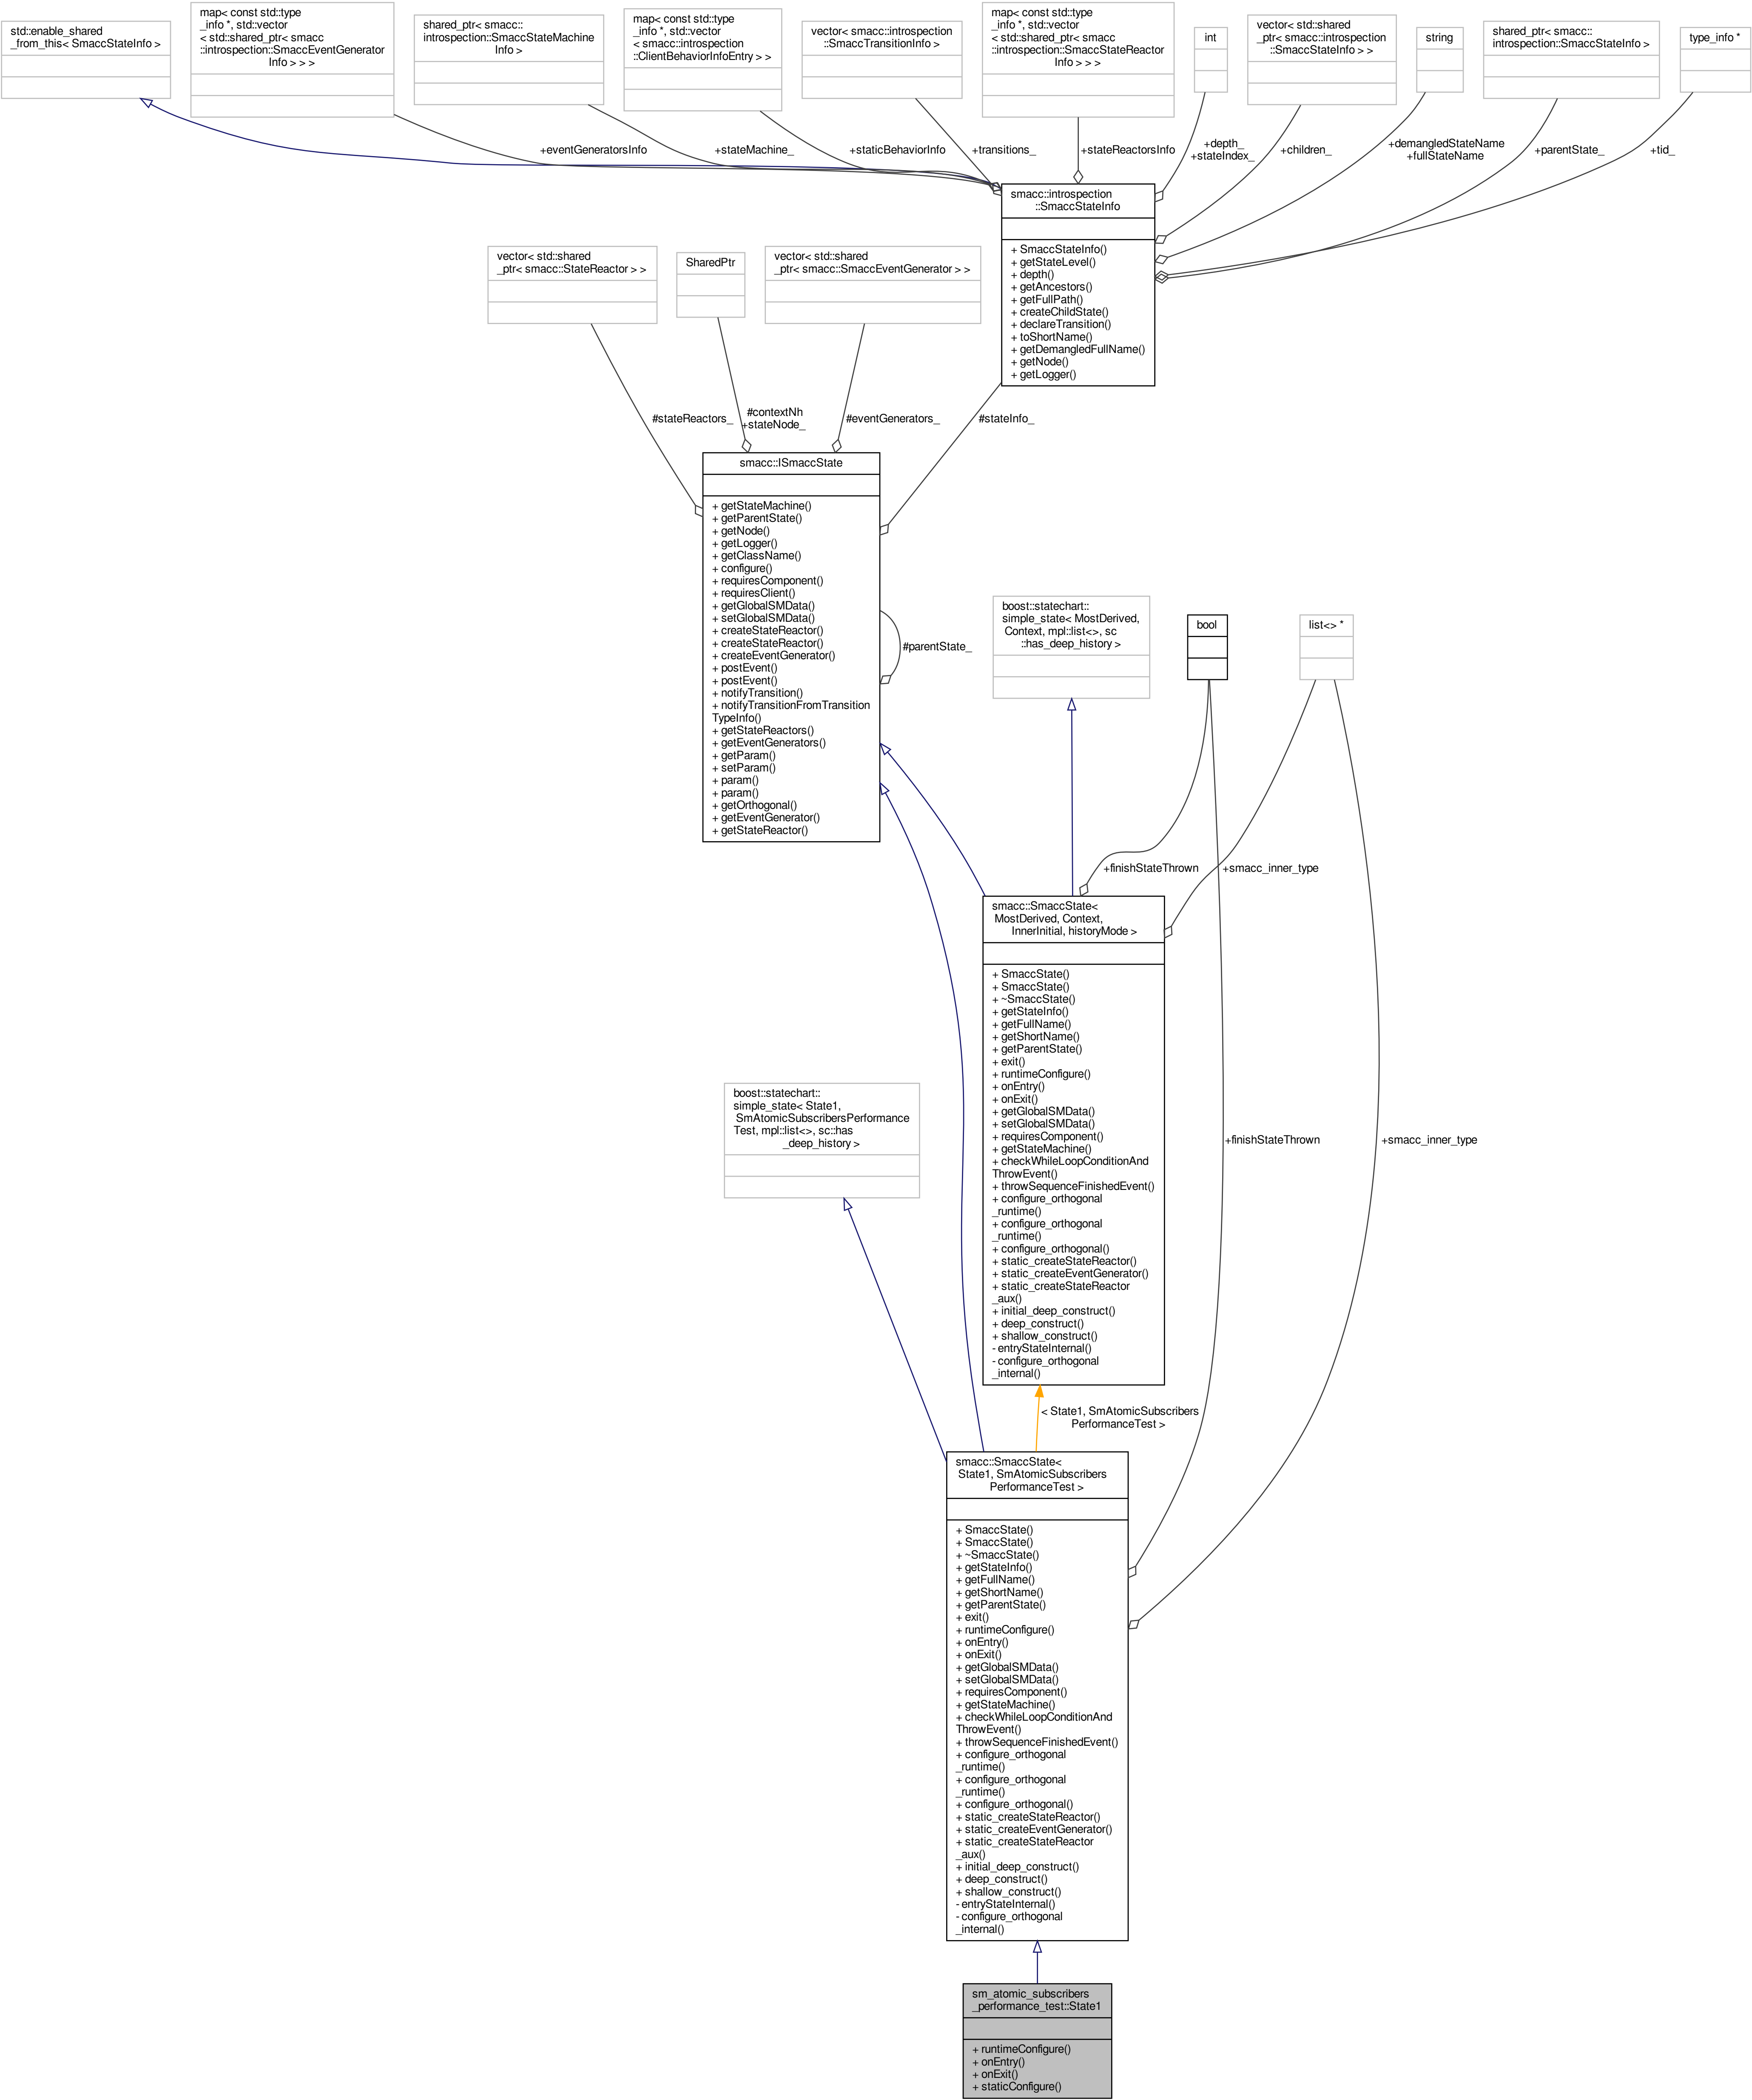 std::enable_shared
_from_this< SmaccStateInfo >
map< const std::type
_info *, std::vector
< std::shared_ptr< smacc
::introspection::SmaccEventGenerator
Info > > >
shared_ptr< smacc::
introspection::SmaccStateMachine
Info >
map< const std::type
_info *, std::vector
< smacc::introspection
::ClientBehaviorInfoEntry > >
vector< smacc::introspection
::SmaccTransitionInfo >
map< const std::type
_info *, std::vector
< std::shared_ptr< smacc
::introspection::SmaccStateReactor
Info > > >
int
vector< std::shared
_ptr< smacc::introspection
::SmaccStateInfo > >
string
shared_ptr< smacc::
introspection::SmaccStateInfo >
type_info *
+eventGeneratorsInfo
+stateMachine_
+staticBehaviorInfo
+transitions_
+stateReactorsInfo
+depth_
+stateIndex_
+children_
+demangledStateName
+fullStateName
+parentState_
+tid_
smacc::introspection
::SmaccStateInfo
+ SmaccStateInfo()
+ getStateLevel()
+ depth()
+ getAncestors()
+ getFullPath()
+ createChildState()
+ declareTransition()
+ toShortName()
+ getDemangledFullName()
+ getNode()
+ getLogger()
vector< std::shared
_ptr< smacc::StateReactor > >
SharedPtr
vector< std::shared
_ptr< smacc::SmaccEventGenerator > >
#stateReactors_
#contextNh
+stateNode_
#eventGenerators_
#stateInfo_
smacc::ISmaccState
+ getStateMachine()
+ getParentState()
+ getNode()
+ getLogger()
+ getClassName()
+ configure()
+ requiresComponent()
+ requiresClient()
+ getGlobalSMData()
+ setGlobalSMData()
+ createStateReactor()
+ createStateReactor()
+ createEventGenerator()
+ postEvent()
+ postEvent()
+ notifyTransition()
+ notifyTransitionFromTransition
TypeInfo()
+ getStateReactors()
+ getEventGenerators()
+ getParam()
+ setParam()
+ param()
+ param()
+ getOrthogonal()
+ getEventGenerator()
+ getStateReactor()
#parentState_
boost::statechart::
simple_state< MostDerived,
Context, mpl::list<>, sc
::has_deep_history >
bool
list<> *
+finishStateThrown
+smacc_inner_type
smacc::SmaccState<
MostDerived, Context,
InnerInitial, historyMode >
+ SmaccState()
+ SmaccState()
+ ~SmaccState()
+ getStateInfo()
+ getFullName()
+ getShortName()
+ getParentState()
+ exit()
+ runtimeConfigure()
+ onEntry()
+ onExit()
+ getGlobalSMData()
+ setGlobalSMData()
+ requiresComponent()
+ getStateMachine()
+ checkWhileLoopConditionAnd
ThrowEvent()
+ throwSequenceFinishedEvent()
+ configure_orthogonal
_runtime()
+ configure_orthogonal
_runtime()
+ configure_orthogonal()
+ static_createStateReactor()
+ static_createEventGenerator()
+ static_createStateReactor
_aux()
+ initial_deep_construct()
+ deep_construct()
+ shallow_construct()
- entryStateInternal()
- configure_orthogonal
_internal()
boost::statechart::
simple_state< State1,
SmAtomicSubscribersPerformance
Test, mpl::list<>, sc::has
_deep_history >
+finishStateThrown
+smacc_inner_type
< State1, SmAtomicSubscribers
PerformanceTest >
smacc::SmaccState<
State1, SmAtomicSubscribers
PerformanceTest >
+ SmaccState()
+ SmaccState()
+ ~SmaccState()
+ getStateInfo()
+ getFullName()
+ getShortName()
+ getParentState()
+ exit()
+ runtimeConfigure()
+ onEntry()
+ onExit()
+ getGlobalSMData()
+ setGlobalSMData()
+ requiresComponent()
+ getStateMachine()
+ checkWhileLoopConditionAnd
ThrowEvent()
+ throwSequenceFinishedEvent()
+ configure_orthogonal
_runtime()
+ configure_orthogonal
_runtime()
+ configure_orthogonal()
+ static_createStateReactor()
+ static_createEventGenerator()
+ static_createStateReactor
_aux()
+ initial_deep_construct()
+ deep_construct()
+ shallow_construct()
- entryStateInternal()
- configure_orthogonal
_internal()
sm_atomic_subscribers
_performance_test::State1
+ runtimeConfigure()
+ onEntry()
+ onExit()
+ staticConfigure()